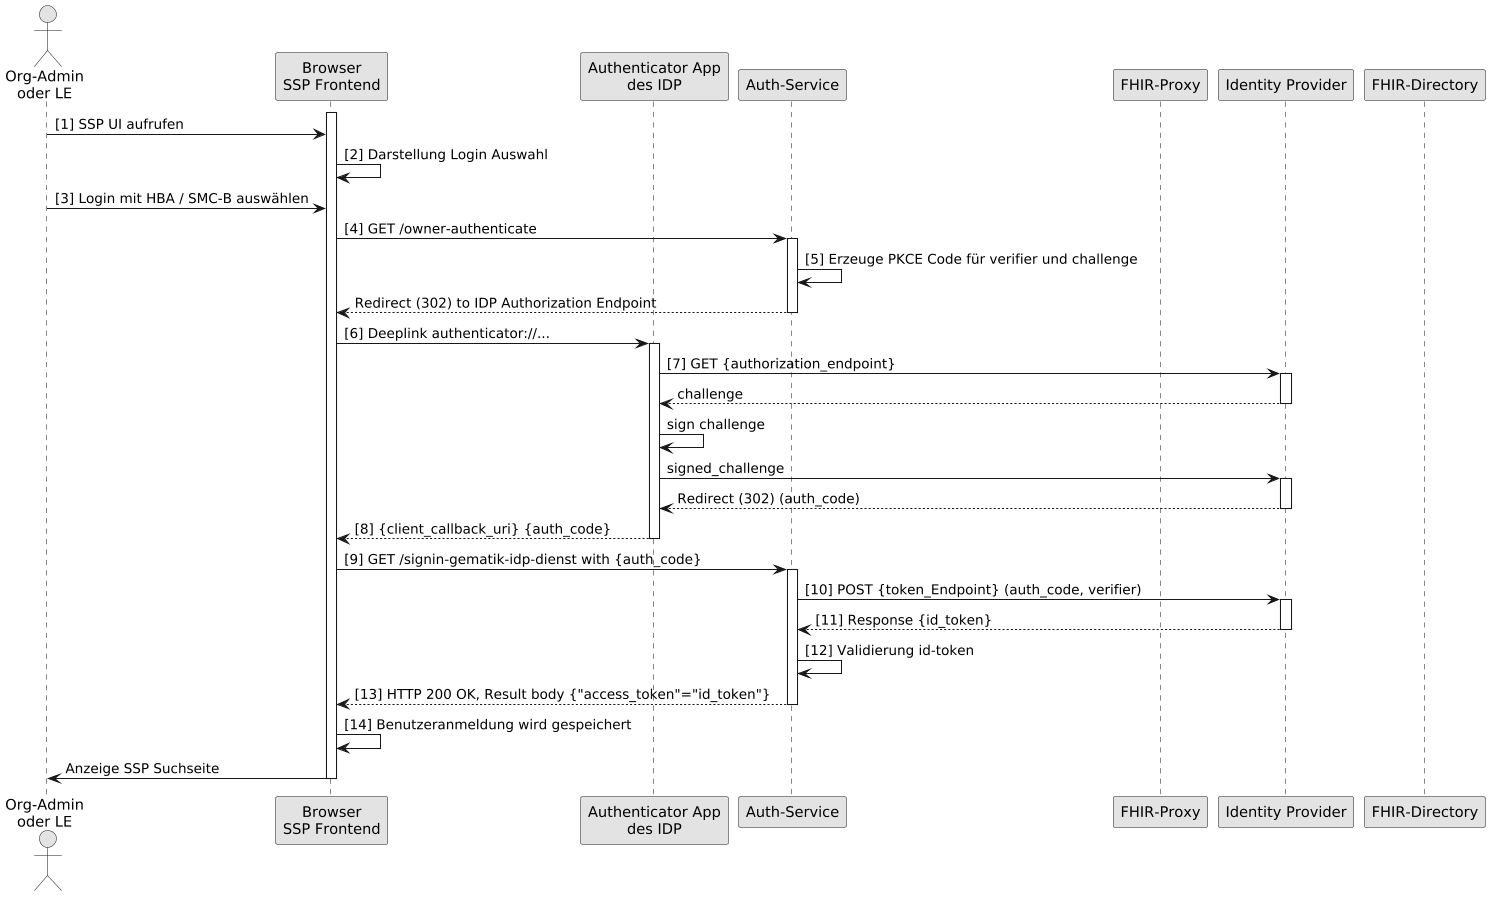 Org-Admin
oder LE
Browser
SSP Frontend
Authenticator App
des IDP
Auth-Service
FHIR-Proxy
Identity Provider
FHIR-Directory
[1] SSP UI aufrufen
[2] Darstellung Login Auswahl
[3] Login mit HBA / SMC-B auswählen
[4] GET /owner-authenticate
[5] Erzeuge PKCE Code für verifier und challenge
Redirect (302) to IDP Authorization Endpoint
[6] Deeplink authenticator://...
[7] GET {authorization_endpoint}
challenge
sign challenge
signed_challenge
Redirect (302) (auth_code)
[8] {client_callback_uri} {auth_code}
[9] GET /signin-gematik-idp-dienst with {auth_code}
[10] POST {token_Endpoint} (auth_code, verifier)
[11] Response {id_token}
[12] Validierung id-token
[13] HTTP 200 OK, Result body {"access_token"="id_token"}
[14] Benutzeranmeldung wird gespeichert
Anzeige SSP Suchseite
Org-Admin
oder LE
Browser
SSP Frontend
Authenticator App
des IDP
Auth-Service
FHIR-Proxy
Identity Provider
FHIR-Directory